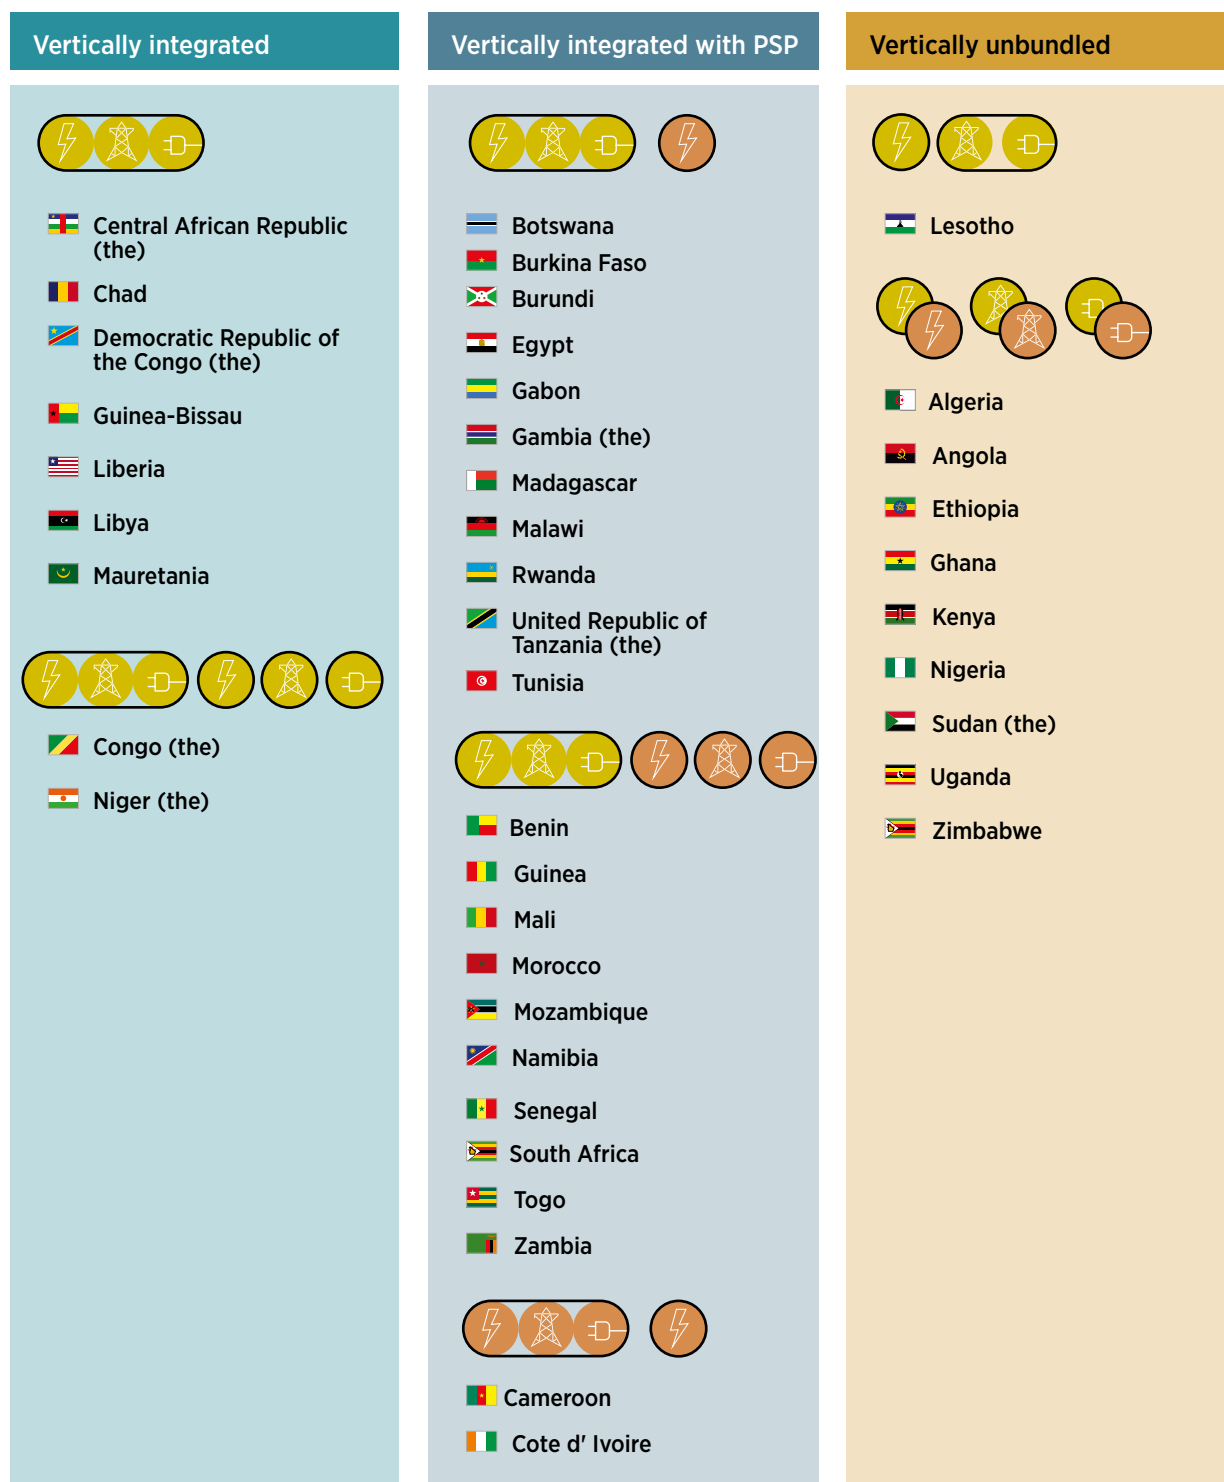 Vertically integrated
Central African Republic
(the)
Chad
Democratic Republic of
the Congo (the)
Guinea-Bissau
Liberia
Libya
Mauretania
Congo (the)
Niger (the)
Vertically integrated with PSP
Botswana
Burkina Faso
Burundi
Egypt
Gabon
Gambia (the)
Madagascar
Malawi
Rwanda
United Republic of
Tanzania (the)
Tunisia
Benin
Guinea
Mali
Morocco
Mozambique
Namibia
Senegal
South Africa
Togo
Zambia
Cameroon
Cote d' Ivoire
Vertically unbundled
Lesotho
Algeria
Angola
Ethiopia
Ghana
Kenya
Nigeria
Sudan (the)
Uganda
Zimbabwe